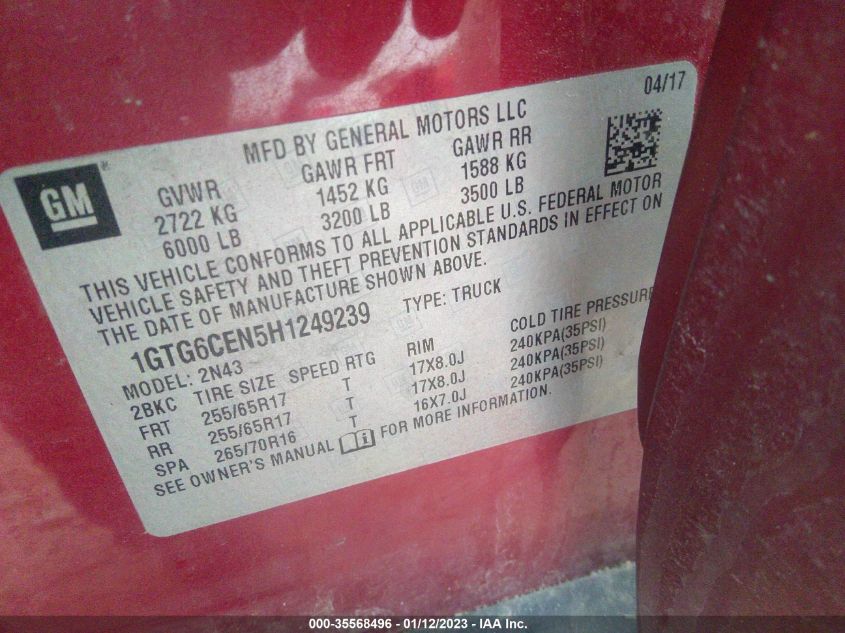 04/17
MFD BY GENERAL MOTORS LLC
GM
GVWR GAWR FRT GAWR RR
2722 KG 1452 KG 1588 KG
6000 LB 3200 LB 3500 LB
THIS VEHICLE CONFORMS TO ALL APPLICABLE U.S. FEDERAL MOTOR
VEHICLE SAFETY AND THEFT PREVENTION STANDARDS IN EFFECT ON
THE DATE OF MANUFACTURE SHOWN ABOVE.
1GTG6CEN5H1249239 TYPE: TRUCK
MODEL: 2N43
2BKC TIRE SIZE SPEED RTG RIM COLD TIRE PRESSURE
FRT 255/65R17 T 17X8.0J 240KPA(35PSI)
RR 255/65R17 T 17X8.0J 240KPA(35PSI)
SPA 265/70R16 T 16X7.0J 240KPA(35PSI)
SEE OWNER'S MANUAL FOR MORE INFORMATION.
000-35568496 - 01/12/2023 - IAA Inc.